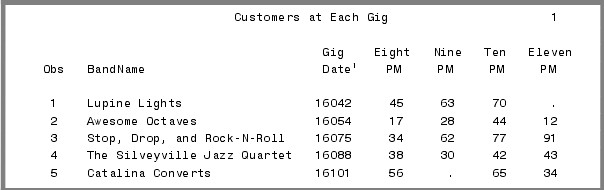 Customers at Each Gig 1
Gig Eight Nine Ten Eleven
Obs BandName Date¹ PM PM PM PM
1 Lupine Lights 16042 45 63 70 .
2 Awesome Octaves 16054 17 28 44 12
3 Stop, Drop, and Rock-N-Roll 16075 34 62 77 91
4 The Silveyville Jazz Quartet 16088 38 30 42 43
5 Catalina Converts 16101 56 . 65 34